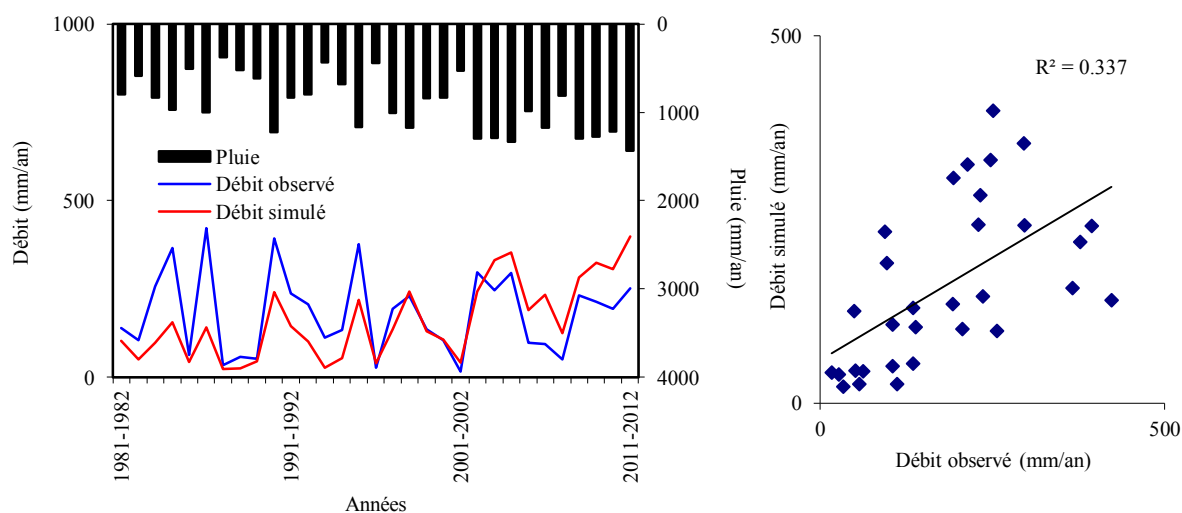 1000
500
0
Débit (mm/an)
Pluie
Débit observé
Débit simulé
0
1000
2000
3000
4000
Pluie (mm/an)
1981-1982
1991-1992
2001-2002
2011-2012
Années
500
0
Débit simulé (mm/an)
R² = 0.337
0
500
Débit observé (mm/an)